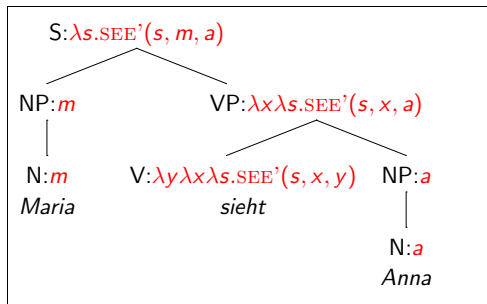 S:λs.SEE’(s, m, a)
NP:m VP:λxλs.SEE’(s, x, a)
N:m V:λyλxλs.SEE’(s, x, y) NP:a
Maria sieht
N:a
Anna